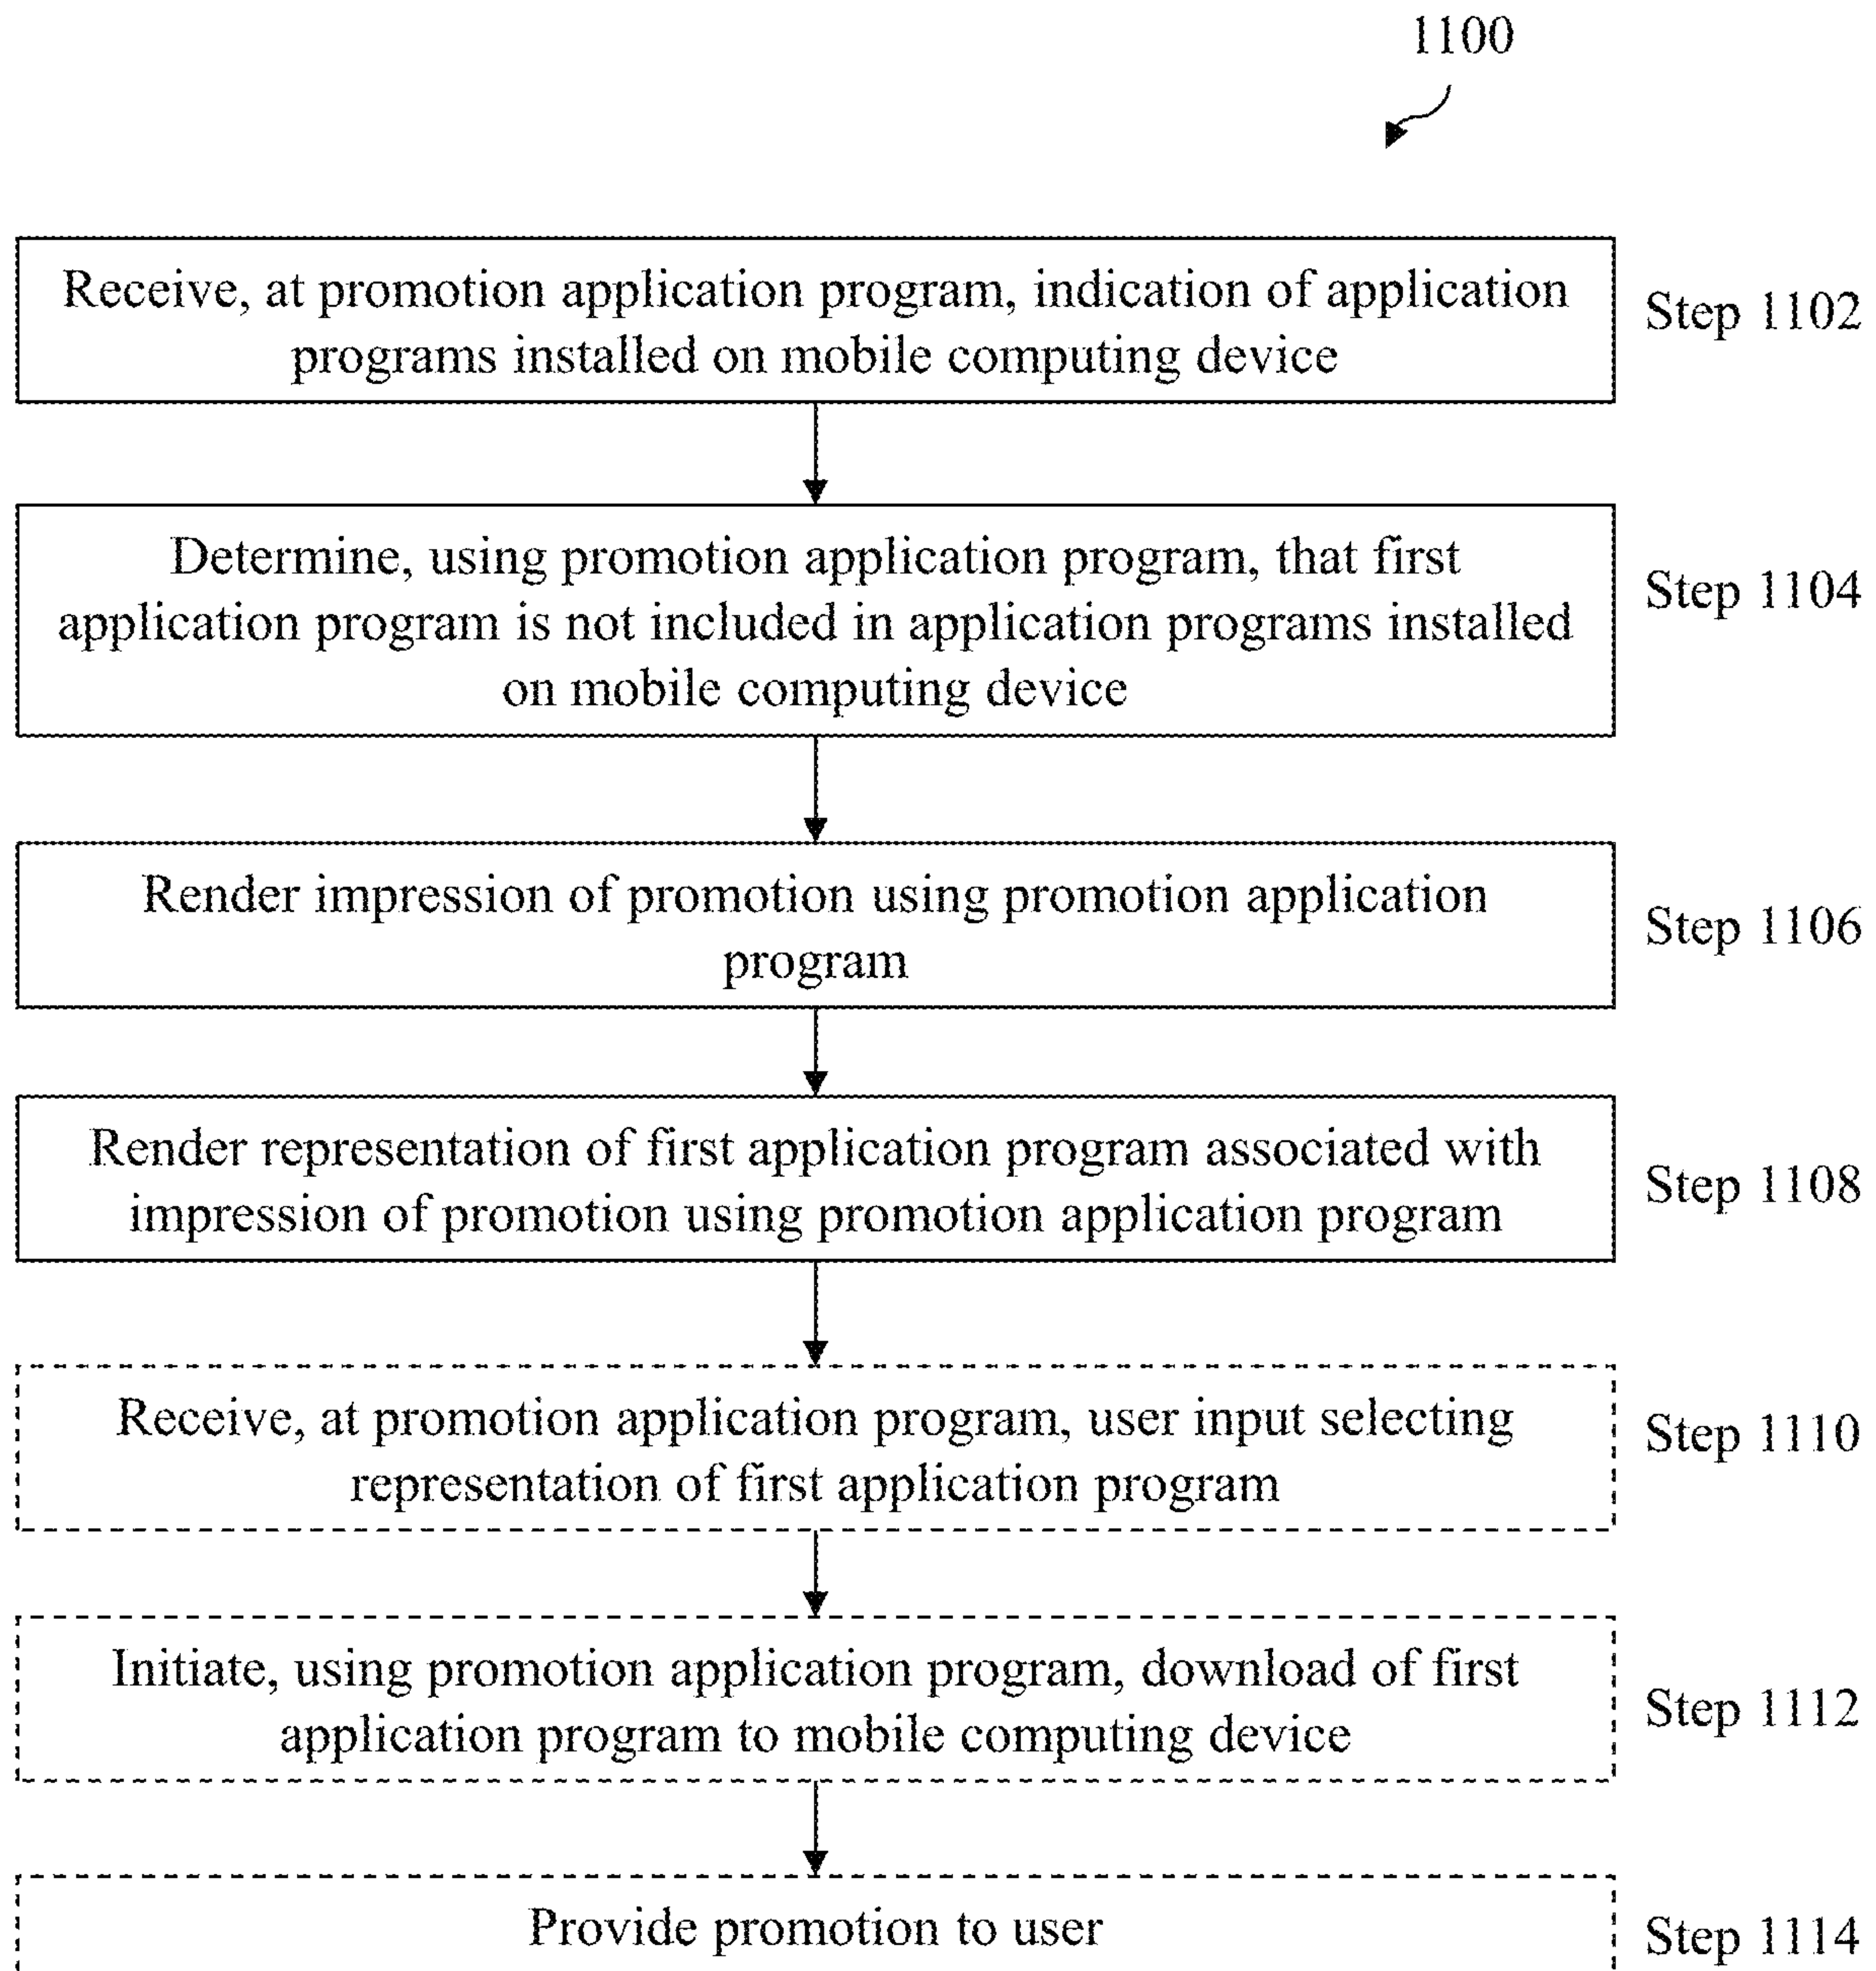 1100
Receive, at promotion application program, indication of application
programs installed on mobile computing device
Step 1102
Determine, using promotion application program, that first
application program is not included in application programs installed
on mobile computing device
Step 1104
Render impression of promotion using promotion application
program
Step 1106
Render representation of first application program associated with
impression of promotion using promotion application program
Step 1108
Receive, at promotion application program, user input selecting
representation of first application program
Step 1110
Initiate, using promotion application program, download of first
application program to mobile computing device
Step 1112
Provide promotion to user
Step 1114